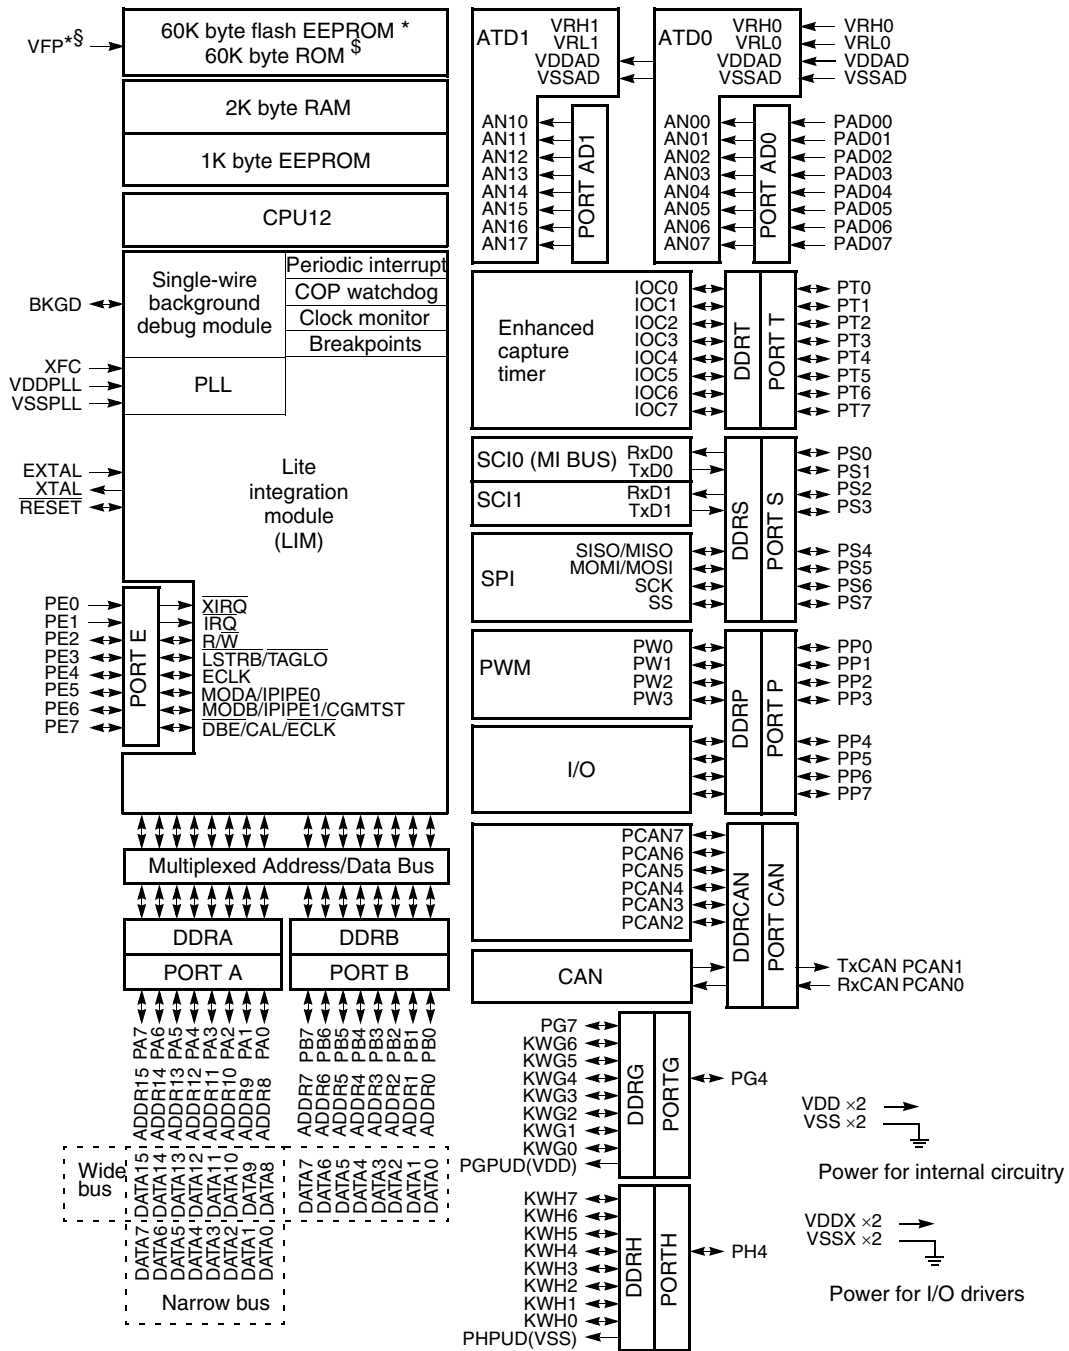 VFP*§
60K byte flash EEPROM *
60K byte ROM $
2K byte RAM
1K byte EEPROM
CPU12
Single-wire
background
debug module
Periodic interrupt
COP watchdog
Clock monitor
Breakpoints
BKGD
XFC
VDDPLL
VSSPLL
PLL
EXTAL
XTAL
RESET
Lite
integration
module
(LIM)
PE0
PE1
PE2
PE3
PE4
PE5
PE6
PE7
PORT E
XIRQ
IRQ
R/W
LSTRB/TAGLO
ECLK
MODA/IPIPE0
MODB/IPIPE1/CGMTST
DBE/CAL/ECLK
Multiplexed Address/Data Bus
DDRA
PORT A
DDRB
PORT B
PA7
PA6
PA5
PA4
PA3
PA2
PA1
PA0
PB7
PB6
PB5
PB4
PB3
PB2
PB1
PB0
ADDR15
ADDR14
ADDR13
ADDR12
ADDR11
ADDR10
ADDR9
ADDR8
ADDR7
ADDR6
ADDR5
ADDR4
ADDR3
ADDR2
ADDR1
ADDR0
Wide
bus
DATA15
DATA14
DATA13
DATA12
DATA11
DATA10
DATA9
DATA8
DATA7
DATA6
DATA5
DATA4
DATA3
DATA2
DATA1
DATA0
DATA7
DATA6
DATA5
DATA4
DATA3
DATA2
DATA1
DATA0
Narrow bus
ATD1
VRH1
VRL1
VDDAD
VSSAD
AN10
AN11
AN12
AN13
AN14
AN15
AN16
AN17
PORT AD1
ATD0
VRH0
VRL0
VDDAD
VSSAD
VRH0
VRL0
VDDAD
VSSAD
AN00
AN01
AN02
AN03
AN04
AN05
AN06
AN07
PORT AD0
PAD00
PAD01
PAD02
PAD03
PAD04
PAD05
PAD06
PAD07
Enhanced
capture
timer
IOC0
IOC1
IOC2
IOC3
IOC4
IOC5
IOC6
IOC7
DDRT
PORT T
PT0
PT1
PT2
PT3
PT4
PT5
PT6
PT7
SCI0 (MI BUS)
RxD0
TxD0
SCI1
RxD1
TxD1
SPI
SISO/MISO
MOMI/MOSI
SCK
SS
DDRS
PORT S
PS0
PS1
PS2
PS3
PS4
PS5
PS6
PS7
PWM
PW0
PW1
PW2
PW3
I/O
DDRP
PORT P
PP0
PP1
PP2
PP3
PP4
PP5
PP6
PP7
PCAN7
PCAN6
PCAN5
PCAN4
PCAN3
PCAN2
CAN
DDRCAN
PORT CAN
TxCAN PCAN1
RxCAN PCAN0
PG7
KWG6
KWG5
KWG4
KWG3
KWG2
KWG1
KWG0
PGPUD(VDD)
DDRG
PORTG
PG4
KWH7
KWH6
KWH5
KWH4
KWH3
KWH2
KWH1
KWH0
PHPUD(VSS)
DDRH
PORTH
PH4
VDD ×2
VSS ×2
Power for internal circuitry
VDDX ×2
VSSX ×2
Power for I/O drivers